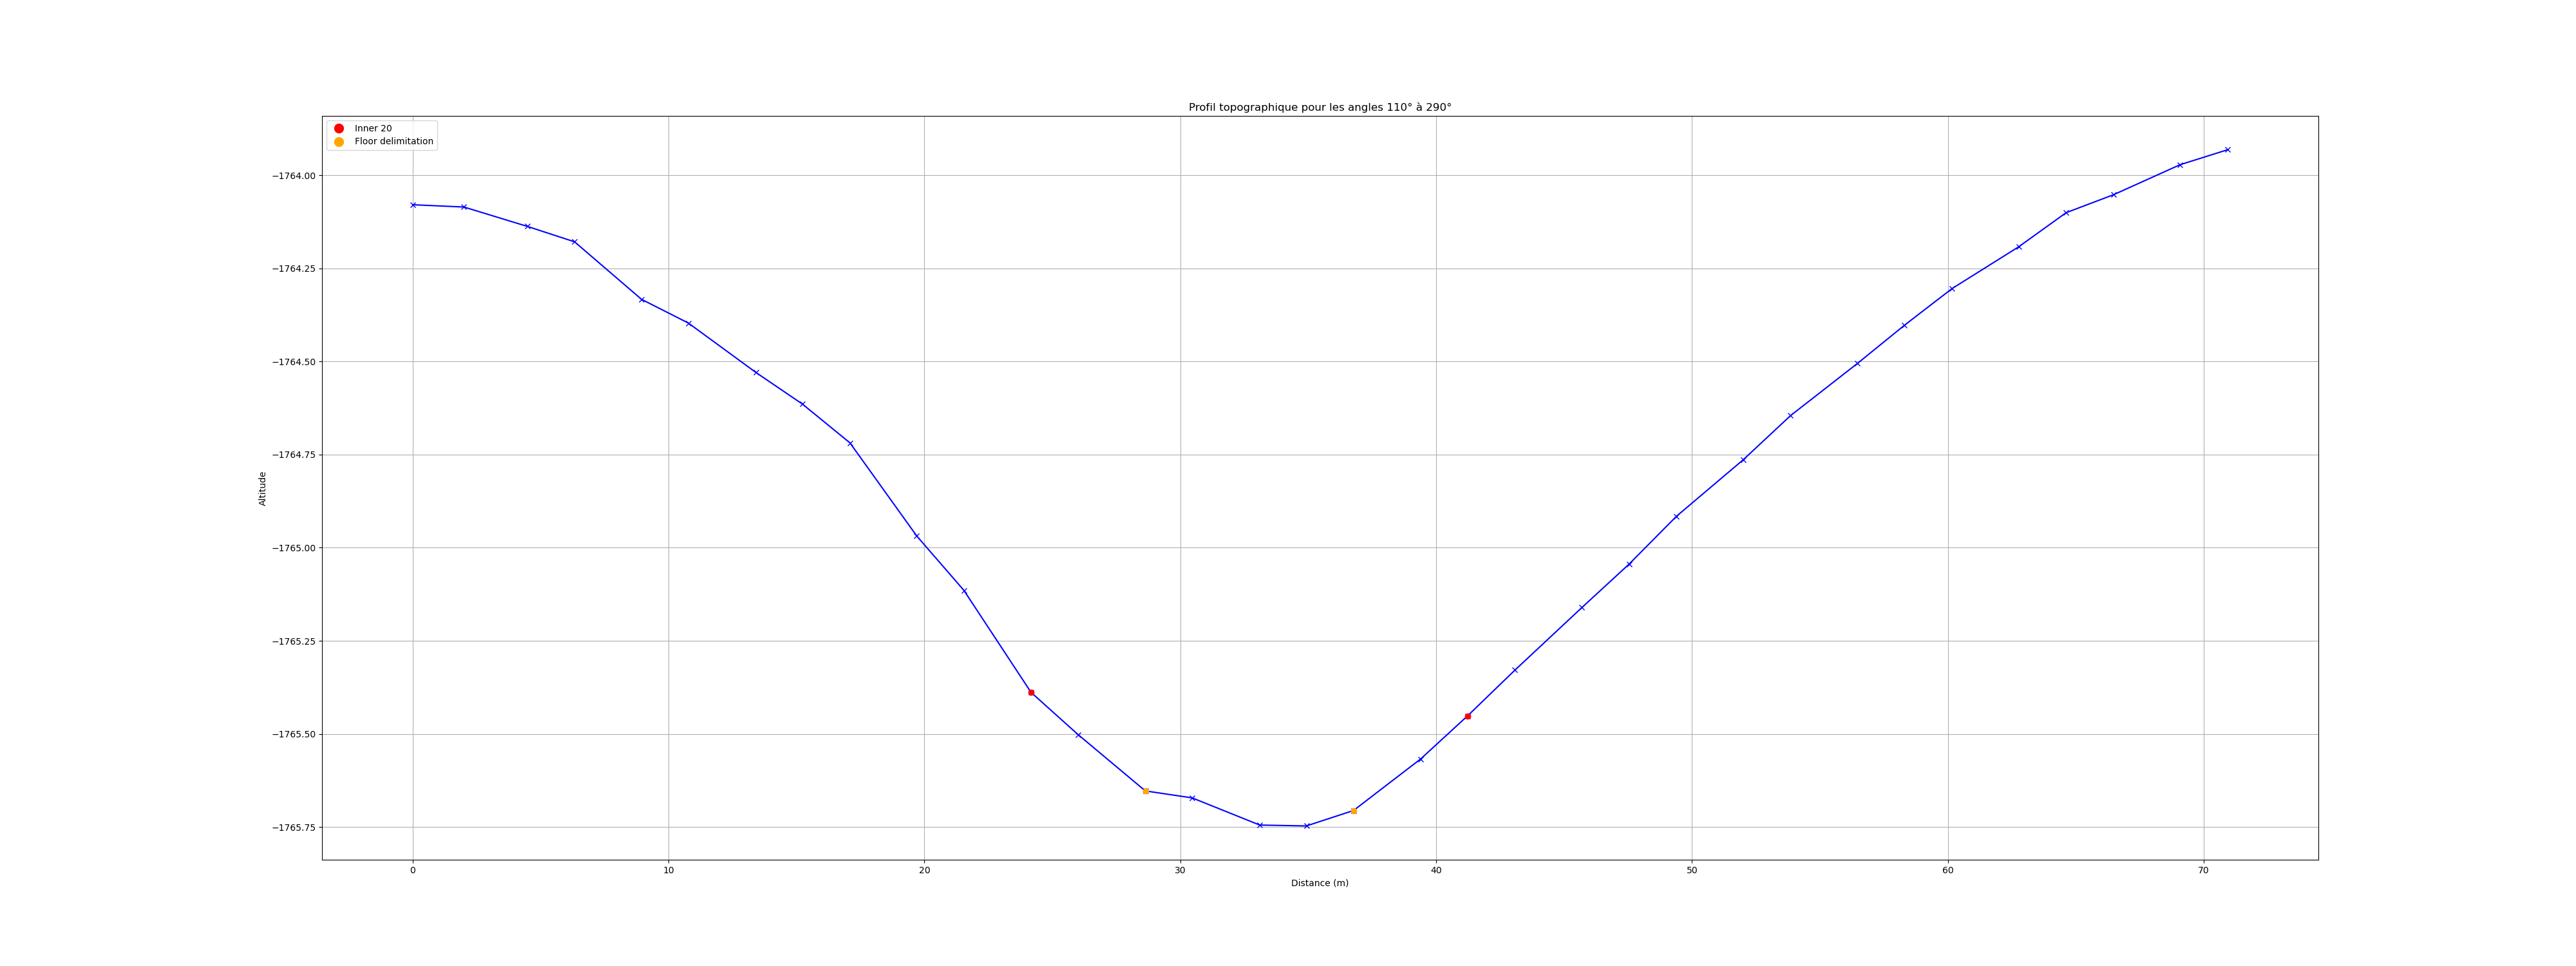 Profil topographique pour les angles 110° à 290°
Inner 20
Floor delimitation
−1764.00
−1764.25
−1764.50
−1764.75
−1765.00
−1765.25
−1765.50
−1765.75
Altitude
0 10 20 30 40 50 60 70
Distance (m)